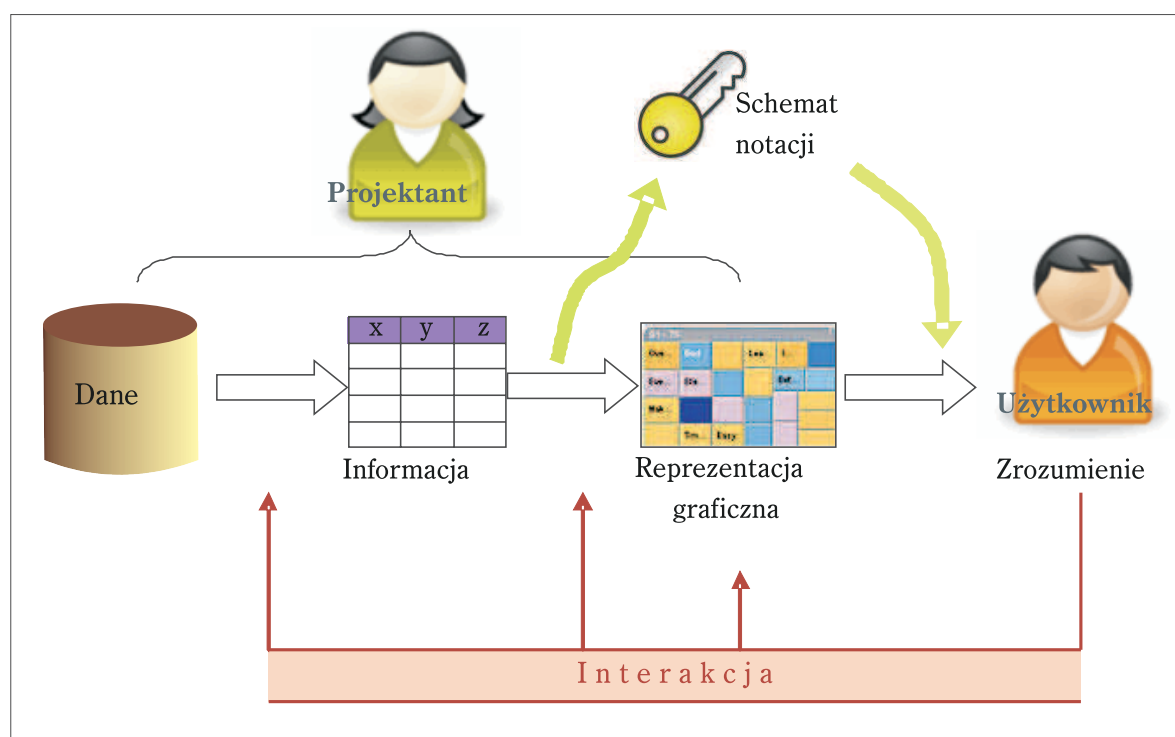 Schemat
notacji
Projektant
x y z
Dane
Użytkownik
Informacja
Reprezentacja
graficzna
Zrozumienie
Interakcja